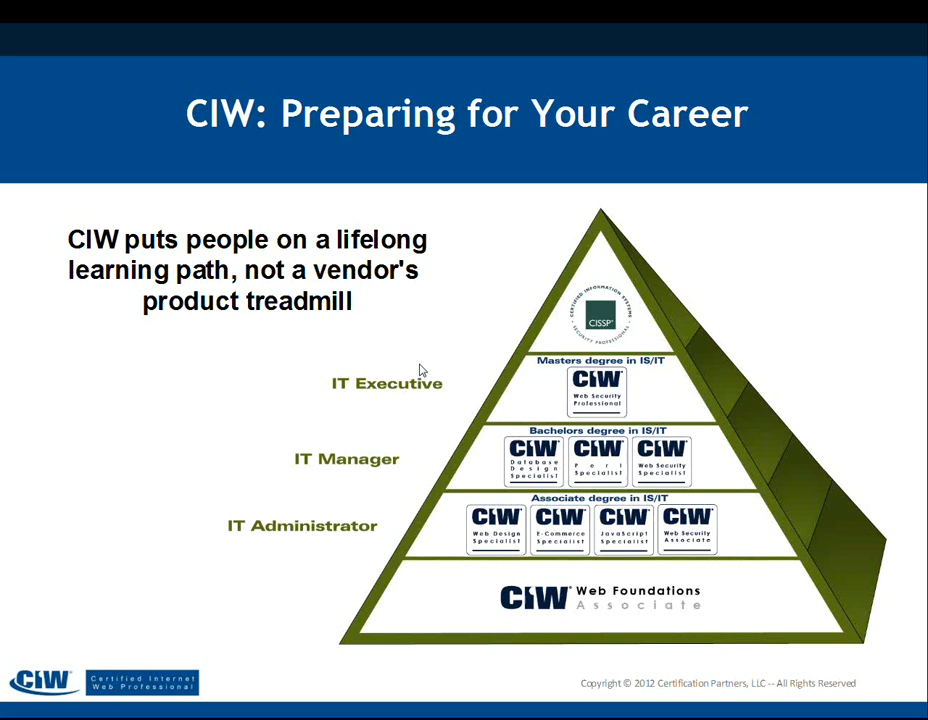 CIW: Preparing for Your Career
CIW puts people on a lifelong
learning path, not a vendor's
product treadmill
CERTIFIED INFORMATION SYSTEMS
CISSP
SECURITY PROFESSIONAL
Masters degree in IS/IT
IT Executive
CIW
Web Security
Professional
Bachelors degree in IS/IT
IT Manager
CIW CIW CIW
Database Design Specialist
Perl Specialist
Web Security Specialist
Associate degree in IS/IT
IT Administrator
CIW CIW CIW CIW
Web Design Specialist
E-Commerce Specialist
JavaScript Specialist
Web Security Associate
CIW Web Foundations
Associate
CIW Certified Internet
Web Professional
Copyright © 2012 Certification Partners, LLC -- All Rights Reserved